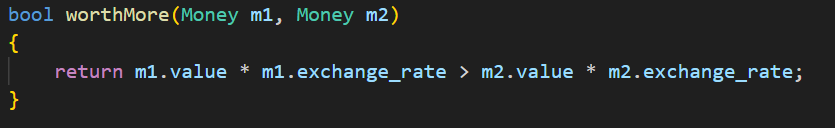 bool worthMore(Money m1, Money m2)
{
    return m1.value * m1.exchange_rate > m2.value * m2.exchange_rate;
}